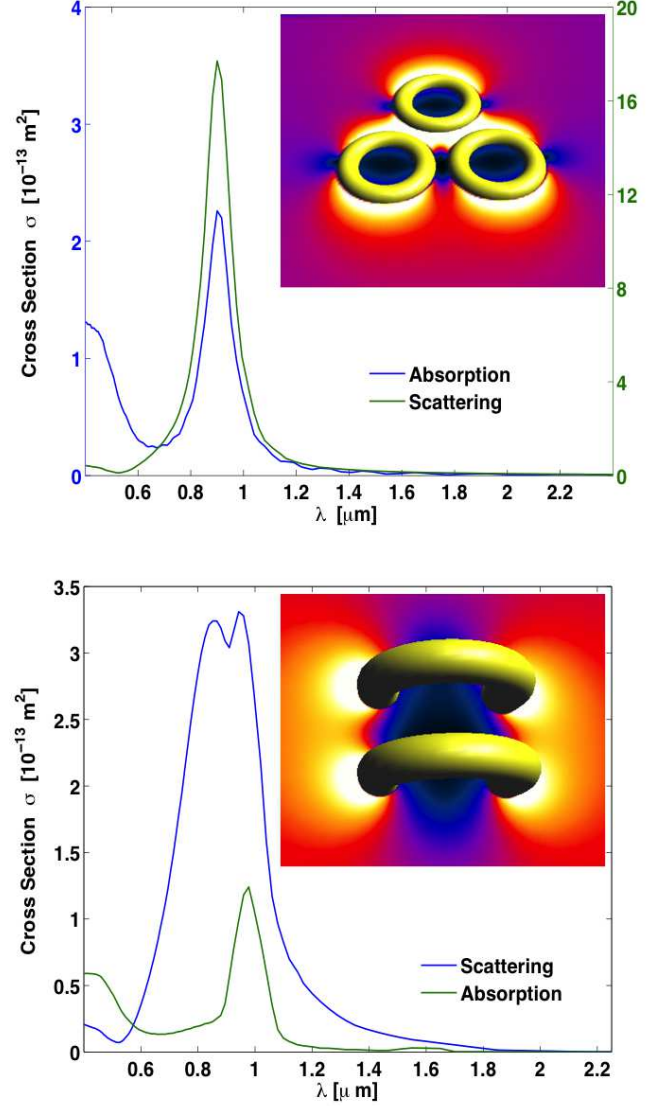 4
3
2
1
0
20
16
12
8
4
0
Cross Section σ [10⁻¹³ m²]
Absorption
Scattering
0.6 0.8 1 1.2 1.4 1.6 1.8 2 2.2
λ [μm]
3.5
3
2.5
2
1.5
1
0.5
0
Cross Section σ [10⁻¹³ m²]
Scattering
Absorption
0.6 0.8 1 1.2 1.4 1.6 1.8 2 2.2
λ [μ m]